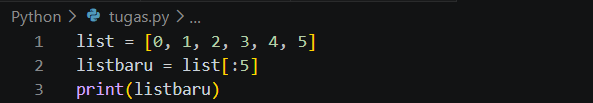 Python > tugas.py > ...
1 list = [0, 1, 2, 3, 4, 5]
2 listbaru = list[:5]
3 print(listbaru)